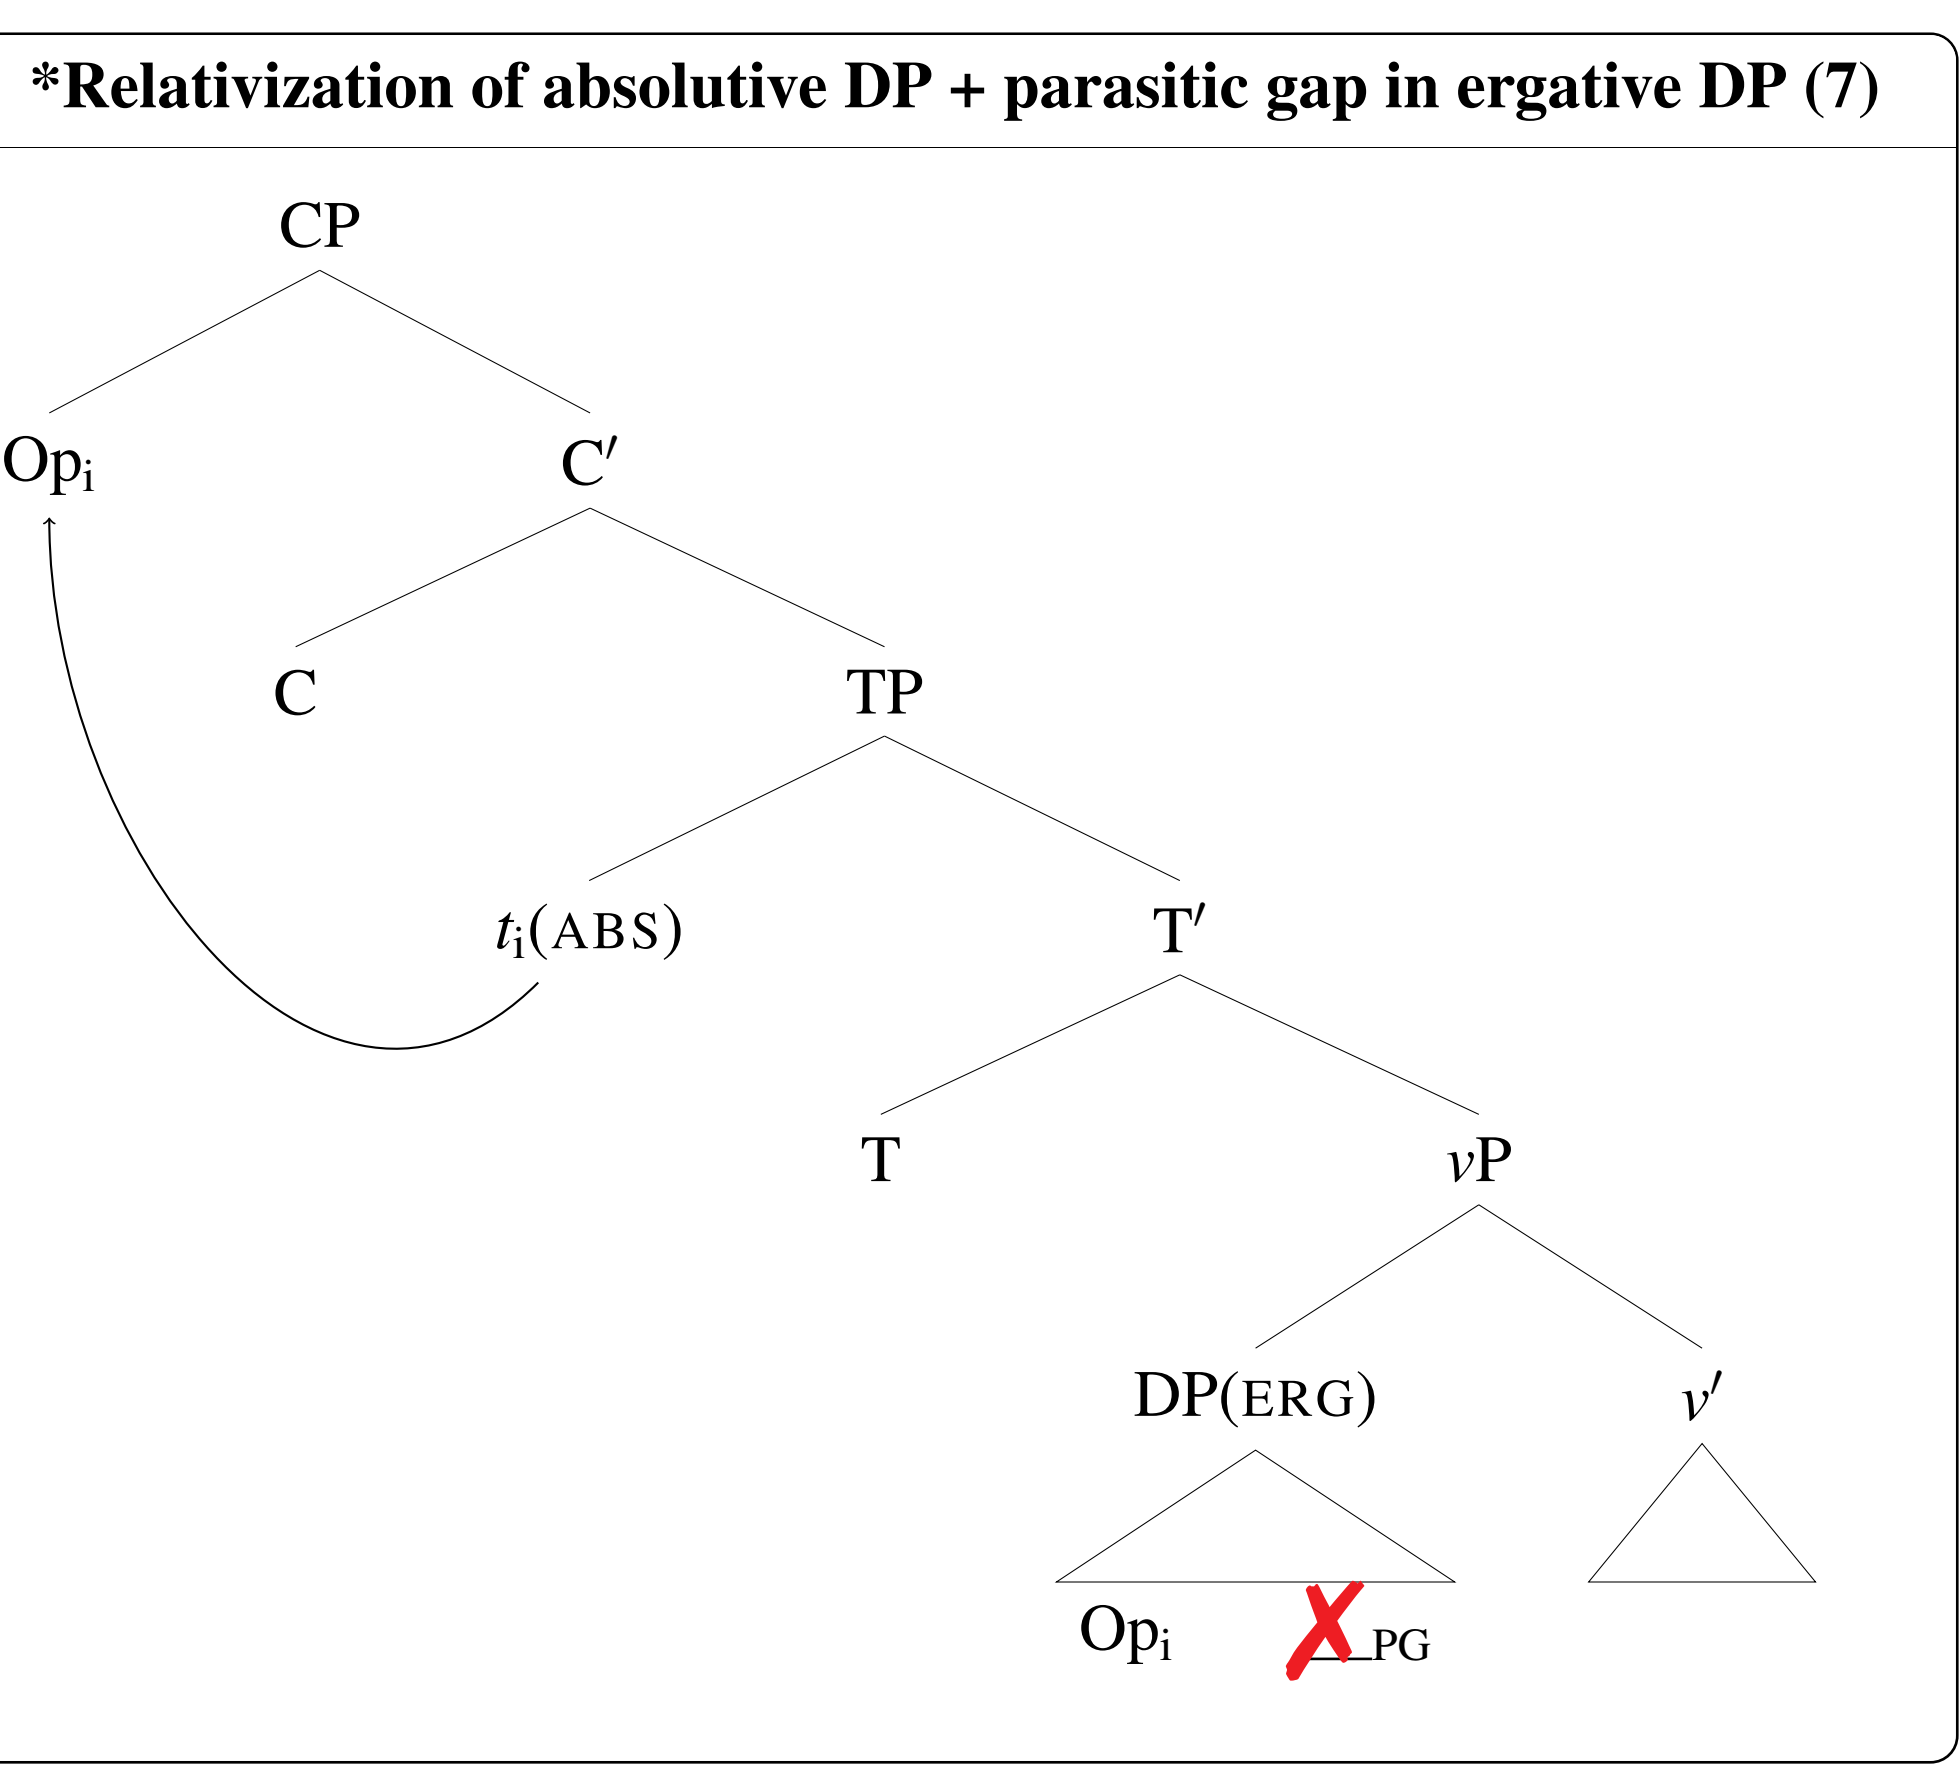 *Relativization of absolutive DP + parasitic gap in ergative DP (7)
CP
Opi C′
C TP
ti(ABS) T′
T vP
DP(ERG) v′
Opi ✗__PG